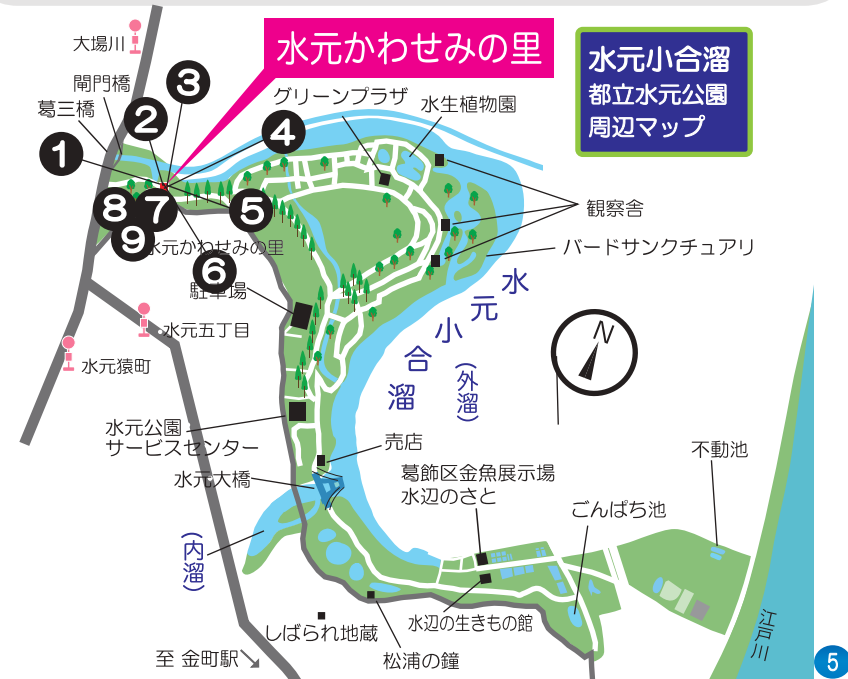 大場川
水元かわせみの里
水元小合溜
都立水元公園
周辺マップ
閘門橋
葛三橋
グリーンプラザ
水生植物園
3
2
4
1
観察舎
8
7
5
9
水元かわせみの里
6
バードサンクチュアリ
駐車場
水元小合溜
(外溜)
N
水元五丁目
水元猿町
水元公園
サービスセンター
売店
水元大橋
葛飾区金魚展示場
水辺のさと
不動池
ごんぱち池
(内溜)
しばられ地蔵
水辺の生きもの館
松浦の鐘
至 金町駅
江戸川
5